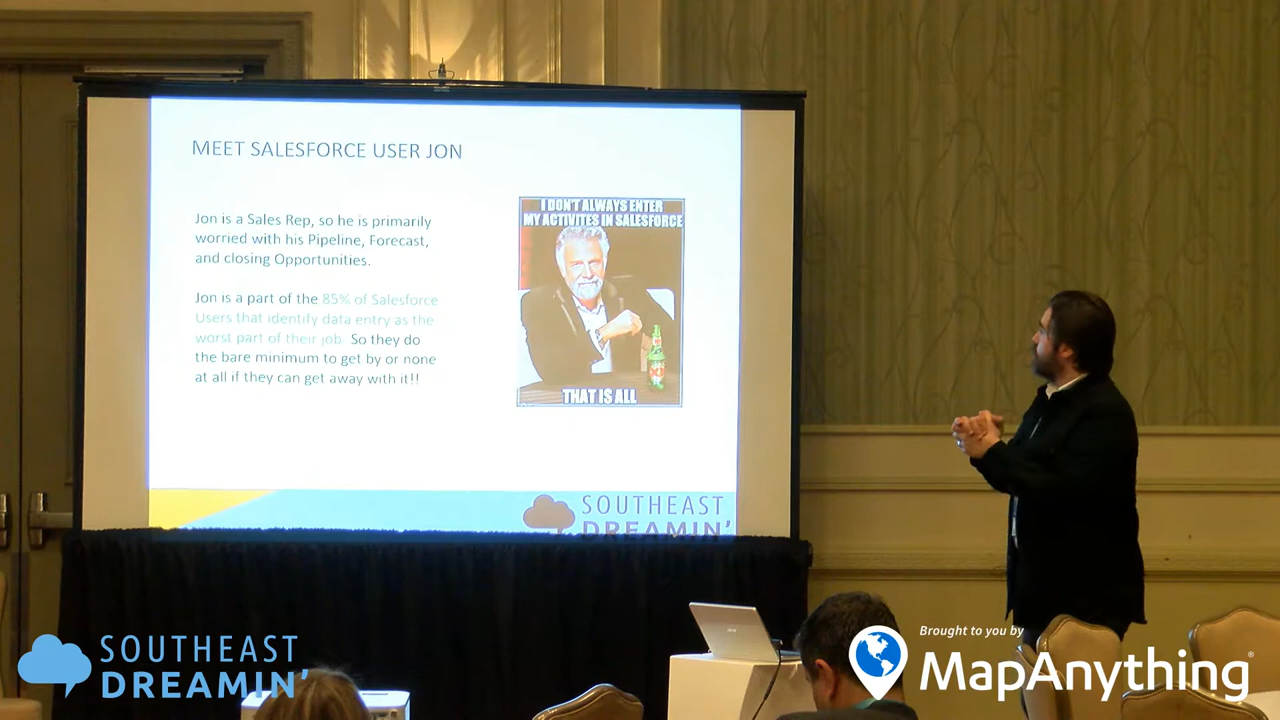 MEET SALESFORCE USER JON
Jon is a Sales Rep, so he is primarily
worried with his Pipeline, Forecast,
and closing Opportunities.
Jon is a part of the 85% of Salesforce
Users that identify data entry as the
worst part of their job. So they do
the bare minimum to get by or none
at all if they can get away with it!!
I DON'T ALWAYS ENTER
MY ACTIVITES IN SALESFORCE
THAT IS ALL
SOUTHEAST
DREAMIN'
SOUTHEAST
DREAMIN'
Brought to you by
MapAnything®